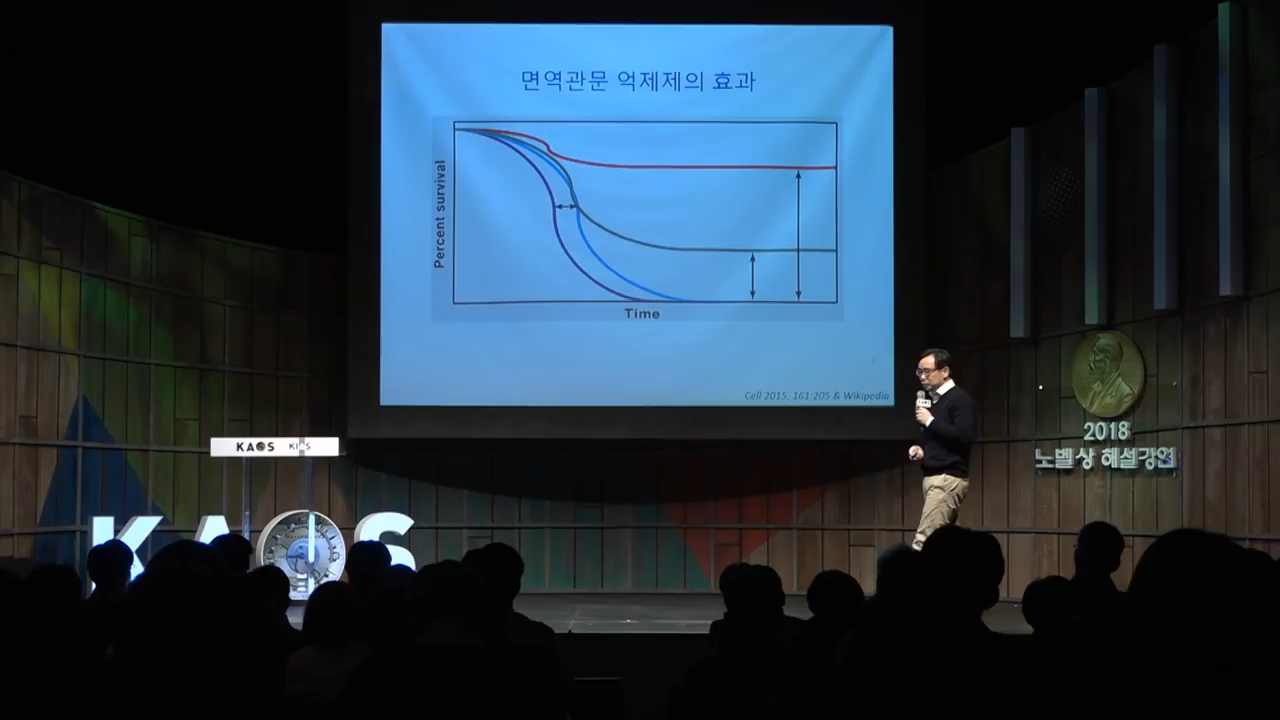 면역관문 억제제의 효과
Percent survival
Time
Cell 2015, 161:205 & Wikipedia
KAOS KIAS
KAOS
2018
노벨상 해설강연